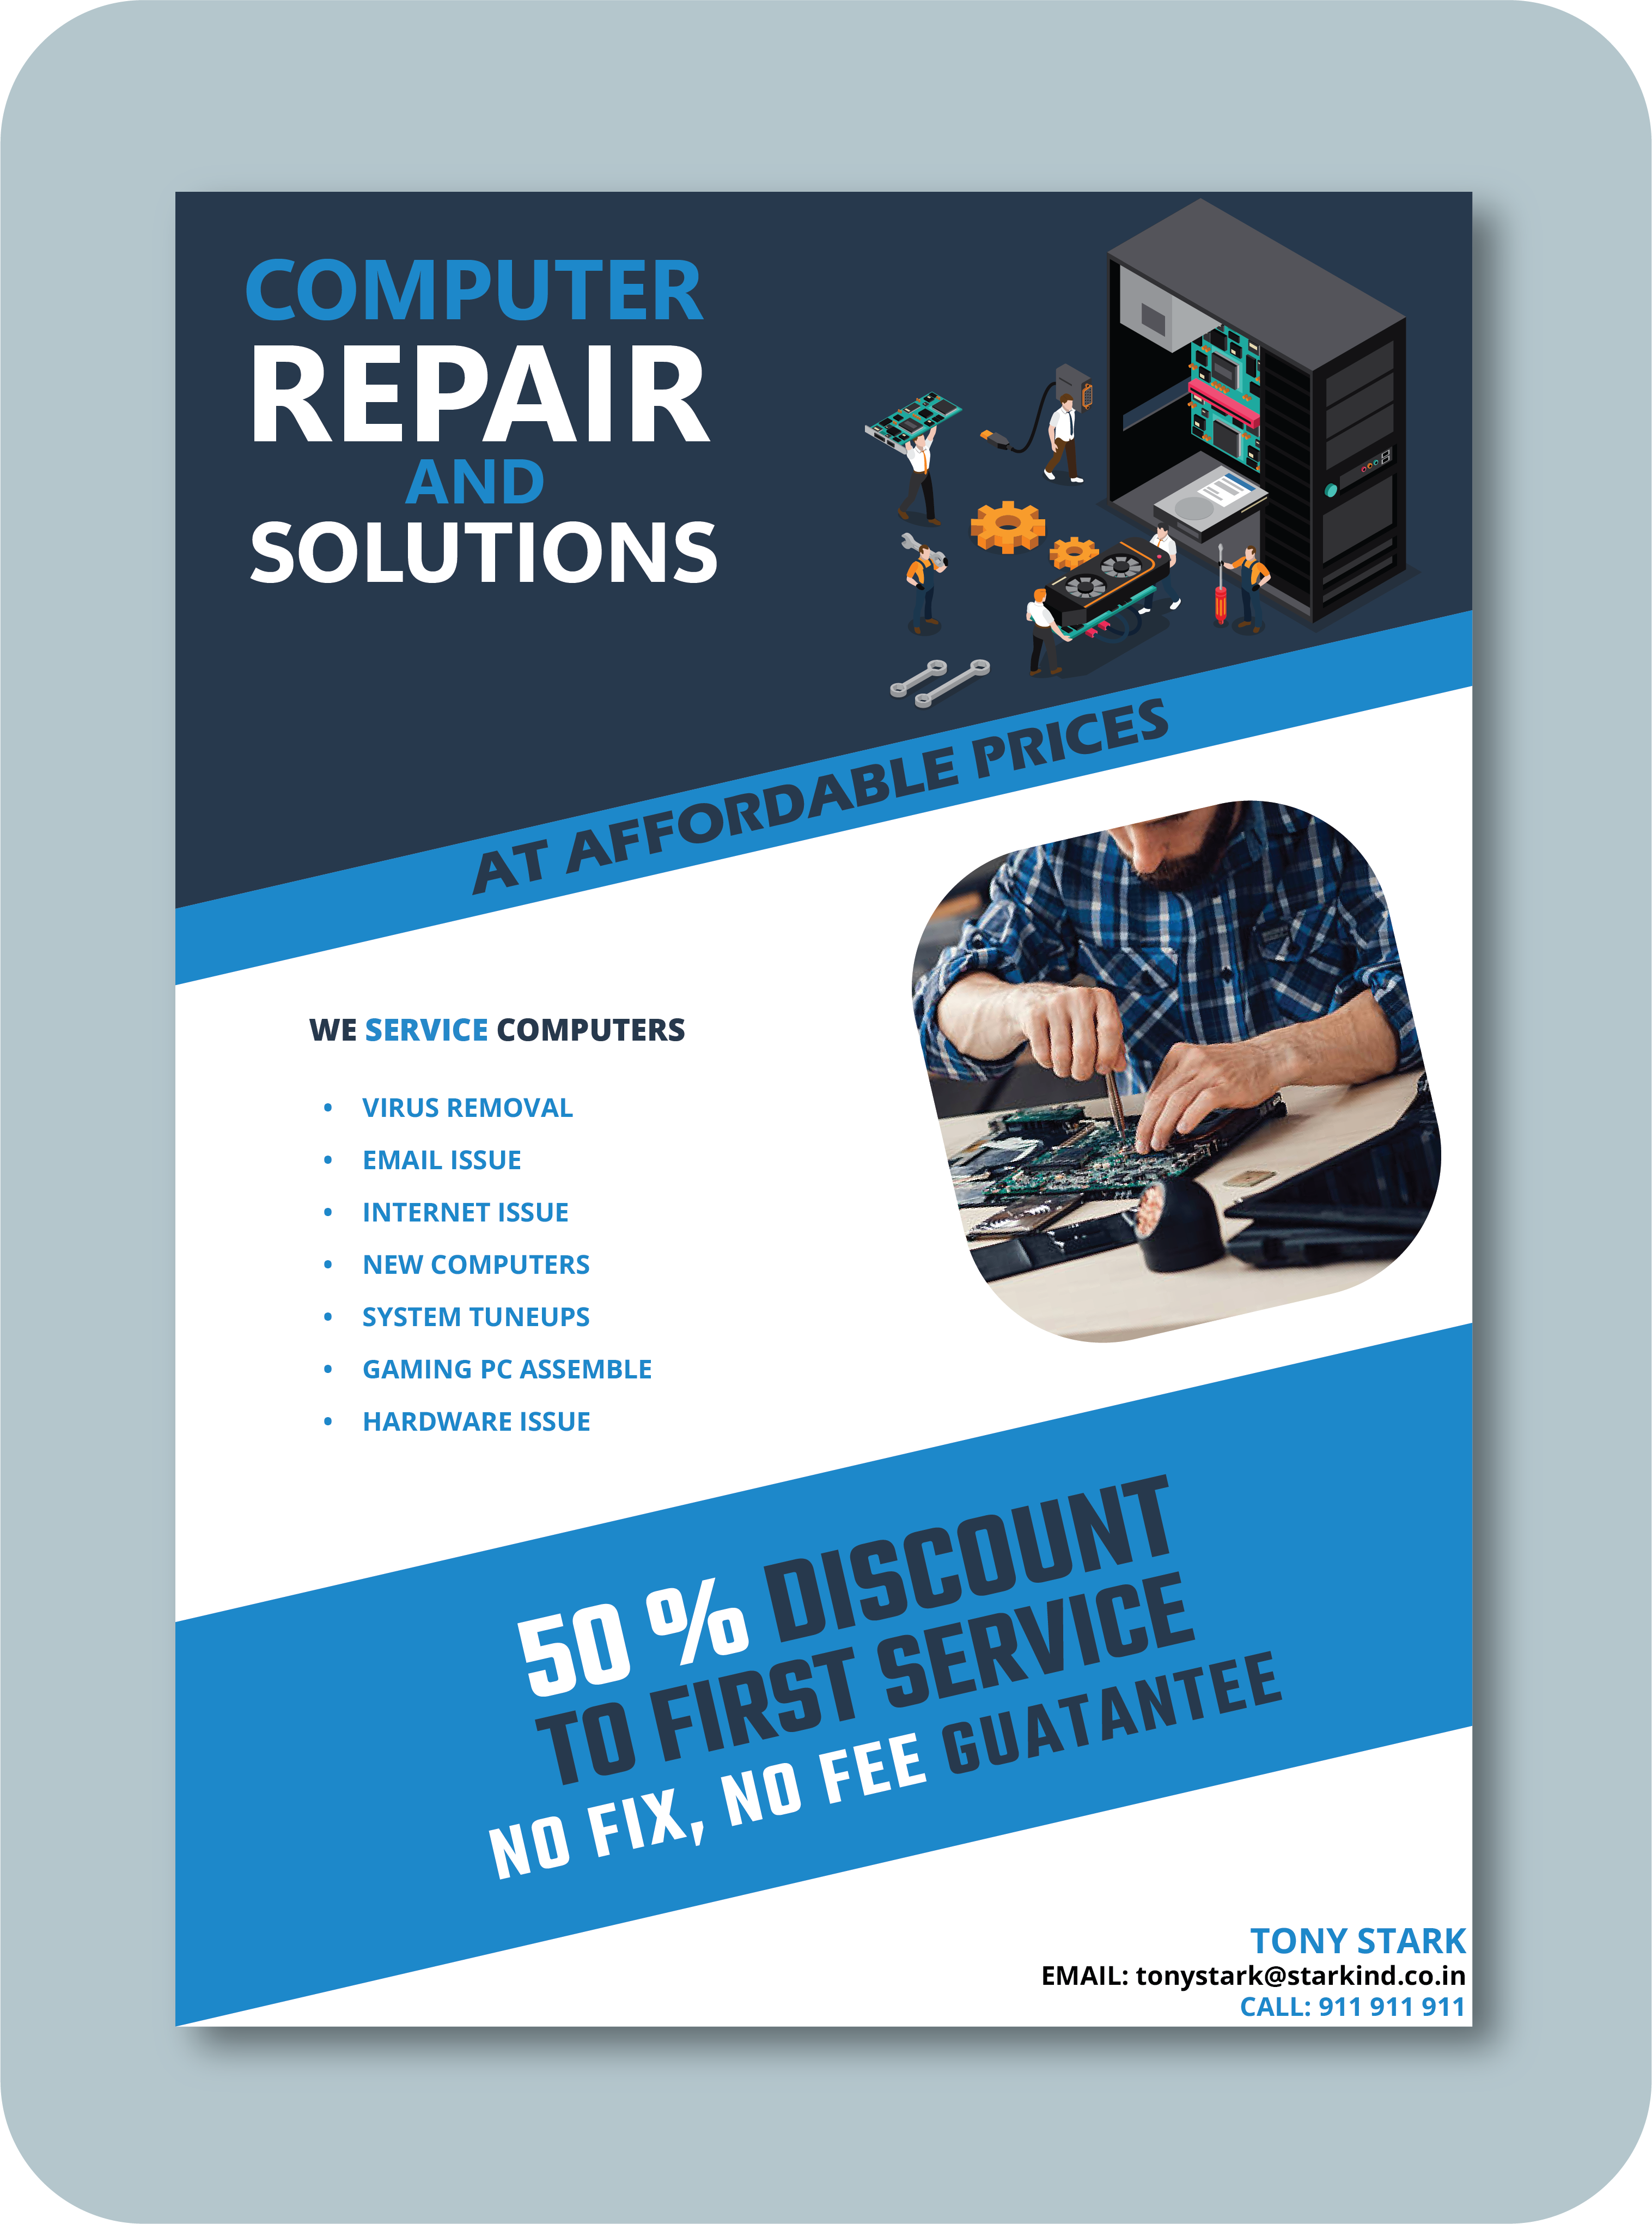 COMPUTER
REPAIR
AND
SOLUTIONS
AT AFFORDABLE PRICES
WE SERVICE COMPUTERS
• VIRUS REMOVAL
• EMAIL ISSUE
• INTERNET ISSUE
• NEW COMPUTERS
• SYSTEM TUNEUPS
• GAMING PC ASSEMBLE
• HARDWARE ISSUE
50 % DISCOUNT
TO FIRST SERVICE
NO FIX, NO FEE GUATANTEE
TONY STARK
EMAIL: tonystark@starkind.co.in
CALL: 911 911 911